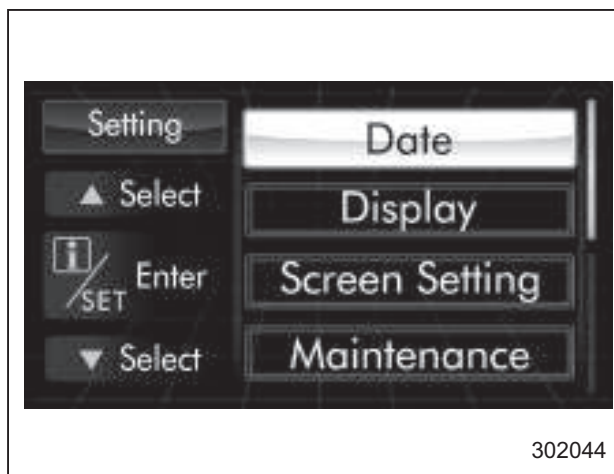 Setting
▲ Select
i/SET Enter
▼ Select
Date
Display
Screen Setting
Maintenance
302044